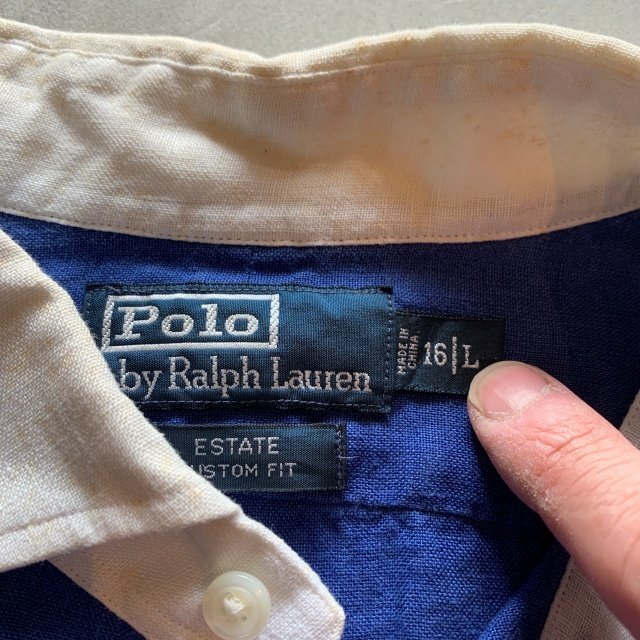 Polo
by Ralph Lauren
MADE IN
CHINA
16|L
ESTATE
USTOM FIT